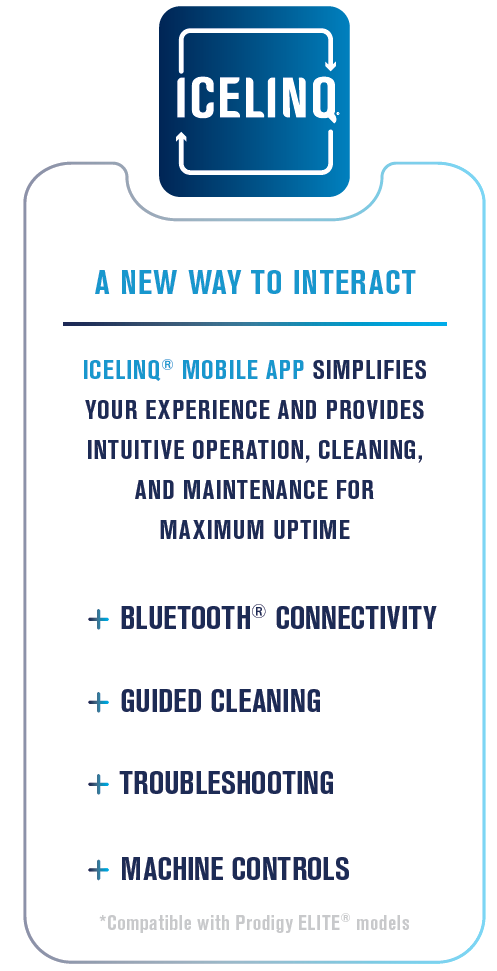 ICELINQ
A NEW WAY TO INTERACT
ICELINQ® MOBILE APP SIMPLIFIES
YOUR EXPERIENCE AND PROVIDES
INTUITIVE OPERATION, CLEANING,
AND MAINTENANCE FOR
MAXIMUM UPTIME
+ BLUETOOTH® CONNECTIVITY
+ GUIDED CLEANING
+ TROUBLESHOOTING
+ MACHINE CONTROLS
*Compatible with Prodigy ELITE® models